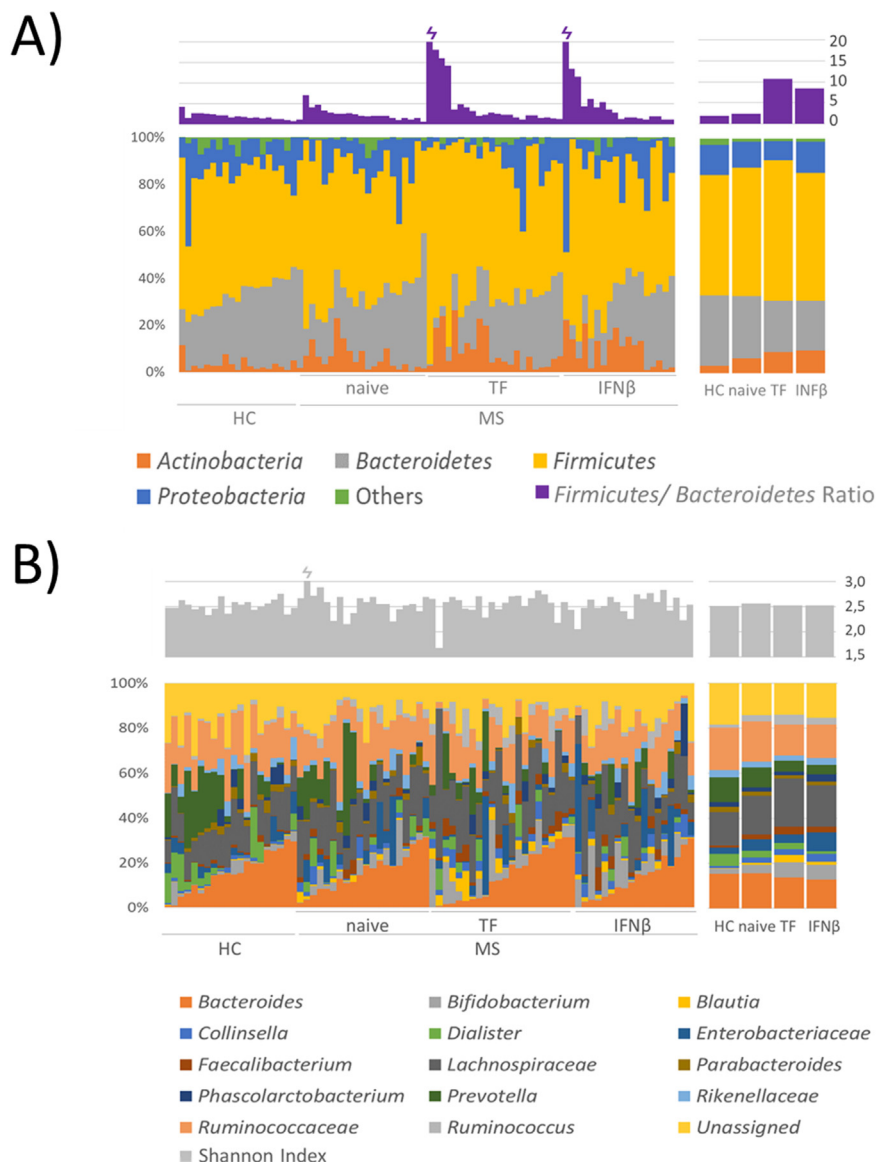 A)
20
15
10
5
0
100%
80%
60%
40%
20%
0%
naive TF IFNβ
HC MS
HC naive TF INFβ
Actinobacteria Bacteroidetes Firmicutes
Proteobacteria Others Firmicutes/ Bacteroidetes Ratio
B)
3,0
2,5
2,0
1,5
100%
80%
60%
40%
20%
0%
naive TF IFNβ
HC MS
HC naive TF IFNβ
Bacteroides Bifidobacterium Blautia
Collinsella Dialister Enterobacteriaceae
Faecalibacterium Lachnospiraceae Parabacteroides
Phascolarctobacterium Prevotella Rikenellaceae
Ruminococcaceae Ruminococcus Unassigned
Shannon Index